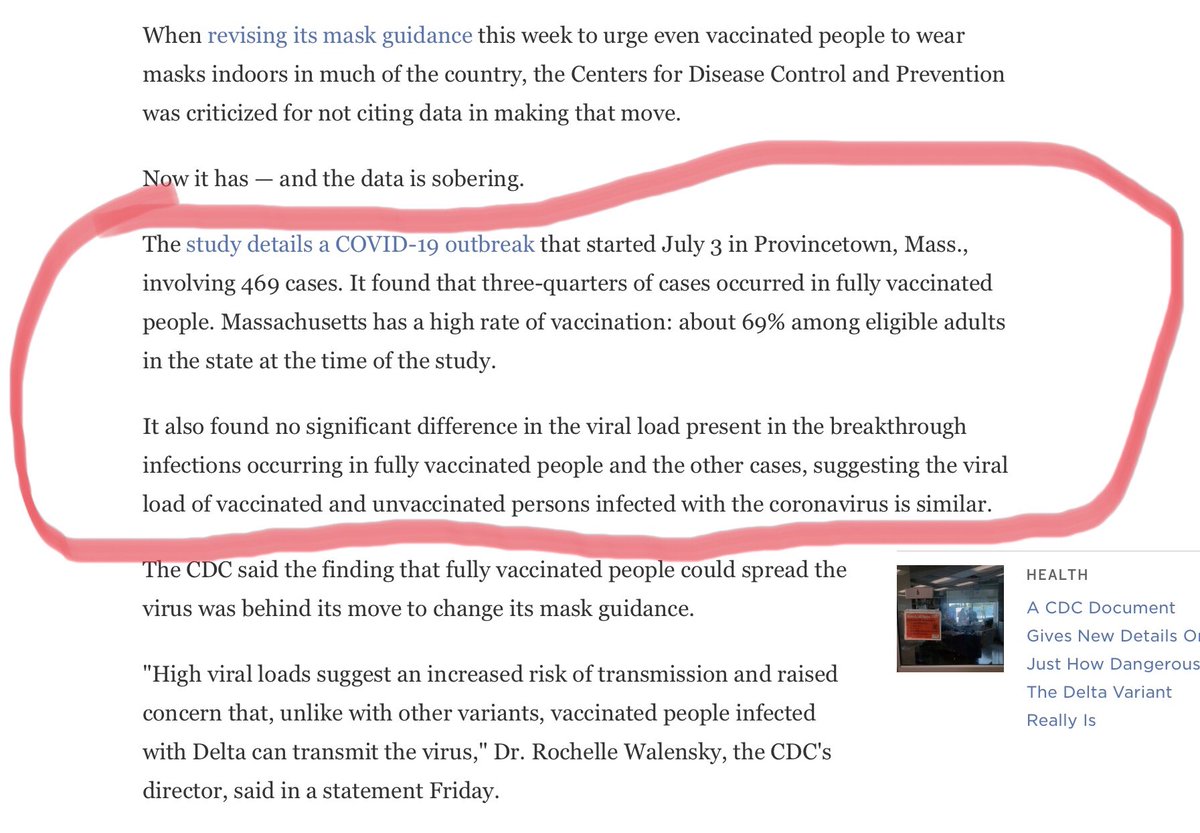 When revising its mask guidance this week to urge even vaccinated people to wear
masks indoors in much of the country, the Centers for Disease Control and Prevention
was criticized for not citing data in making that move.
Now it has — and the data is sobering.
The study details a COVID-19 outbreak that started July 3 in Provincetown, Mass.,
involving 469 cases. It found that three-quarters of cases occurred in fully vaccinated
people. Massachusetts has a high rate of vaccination: about 69% among eligible adults
in the state at the time of the study.
It also found no significant difference in the viral load present in the breakthrough
infections occurring in fully vaccinated people and the other cases, suggesting the viral
load of vaccinated and unvaccinated persons infected with the coronavirus is similar.
The CDC said the finding that fully vaccinated people could spread the
virus was behind its move to change its mask guidance.
"High viral loads suggest an increased risk of transmission and raised
concern that, unlike with other variants, vaccinated people infected
with Delta can transmit the virus," Dr. Rochelle Walensky, the CDC's
director, said in a statement Friday.
HEALTH
A CDC Document
Gives New Details
Just How Dangerous
The Delta Variant
Really Is